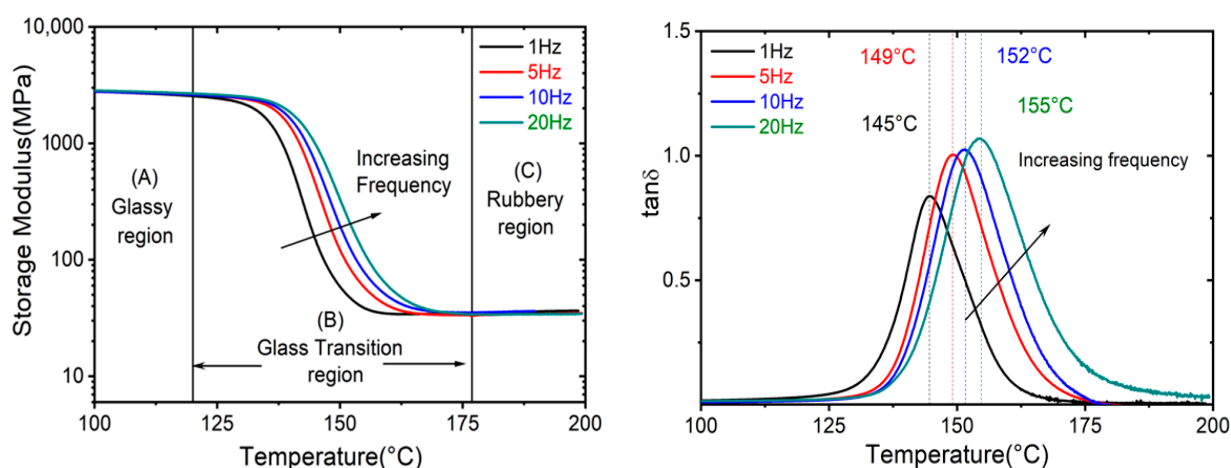 10,000
1000
100
10
Storage Modulus(MPa)
1Hz
5Hz
10Hz
20Hz
(A)
Glassy
region
Increasing
Frequency
(C)
Rubbery
region
(B)
Glass Transition
region
100
125
150
175
200
Temperature(°C)
1.5
1.0
0.5
tanδ
1Hz
5Hz
10Hz
20Hz
149°C
152°C
145°C
155°C
Increasing frequency
100
125
150
175
200
Temperature(°C)